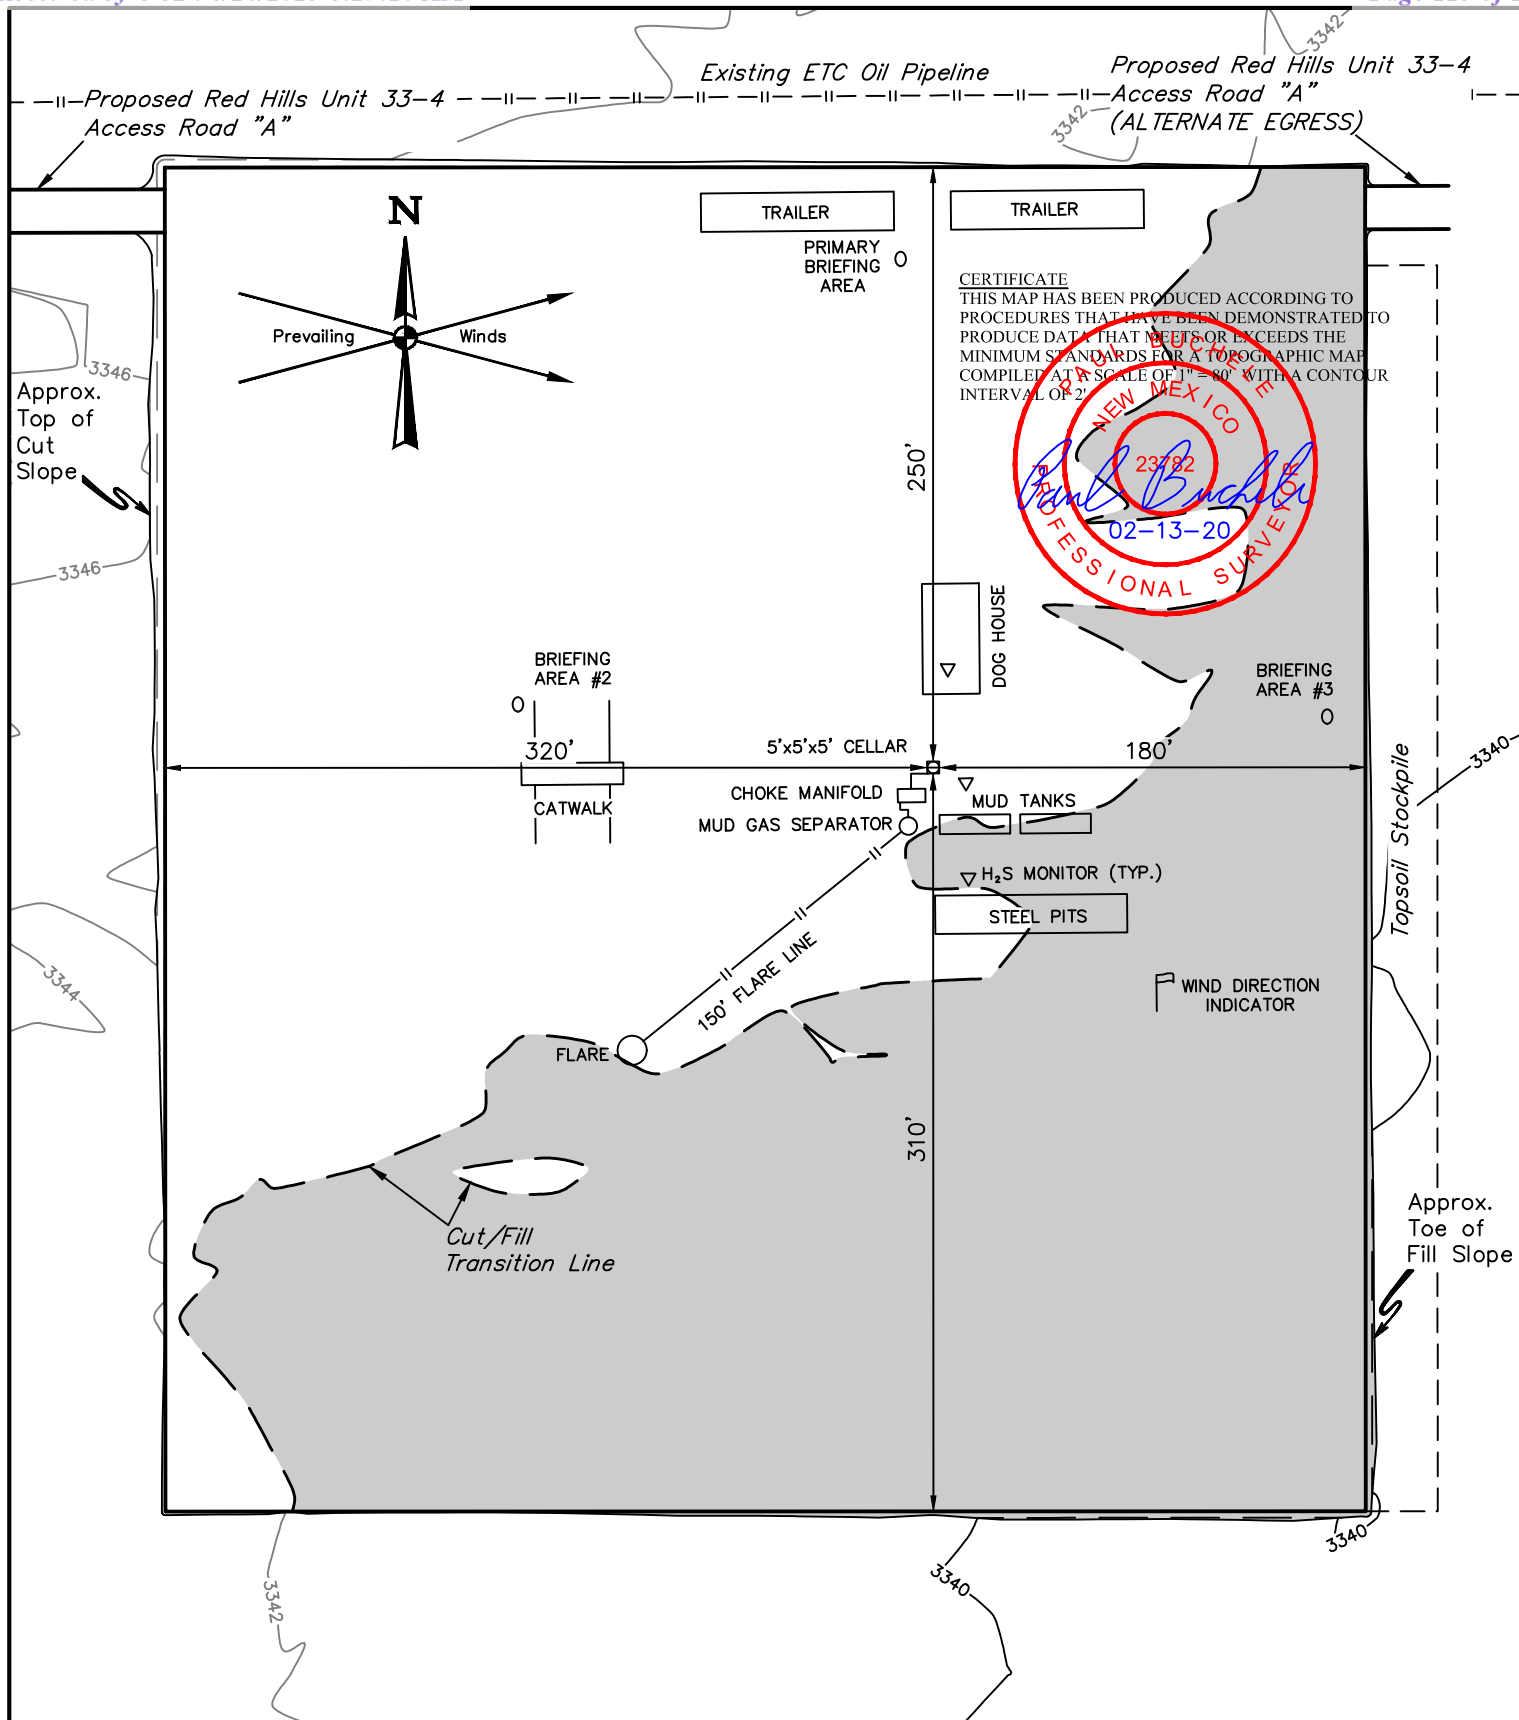 3342
Existing ETC Oil Pipeline
Proposed Red Hills Unit 33-4
Access Road "A"
(ALTERNATE EGRESS)
Proposed Red Hills Unit 33-4
Access Road "A"
3342
N
Prevailing Winds
TRAILER
TRAILER
PRIMARY
BRIEFING
AREA
CERTIFICATE
THIS MAP HAS BEEN PRODUCED ACCORDING TO
PROCEDURES THAT HAVE BEEN DEMONSTRATED TO
PRODUCE DATA THAT MEETS OR EXCEEDS THE
MINIMUM STANDARDS FOR A TOPOGRAPHIC MAP
COMPILED AT A SCALE OF 1" = 80' WITH A CONTOUR
INTERVAL OF 2'
PAUL BUCHELE
NEW MEXICO
23782
PROFESSIONAL SURVEYOR
Paul Buchele
02-13-20
3346
Approx.
Top of
Cut
Slope
3346
250'
DOG HOUSE
BRIEFING
AREA #2
BRIEFING
AREA #3
320'
5'x5'x5' CELLAR
180'
3340
Topsoil Stockpile
CATWALK
CHOKE MANIFOLD
MUD TANKS
MUD GAS SEPARATOR
H₂S MONITOR (TYP.)
STEEL PITS
150' FLARE LINE
3344
WIND DIRECTION
INDICATOR
FLARE
310'
Cut/Fill
Transition Line
Approx.
Toe of
Fill Slope
3340
3340
3342